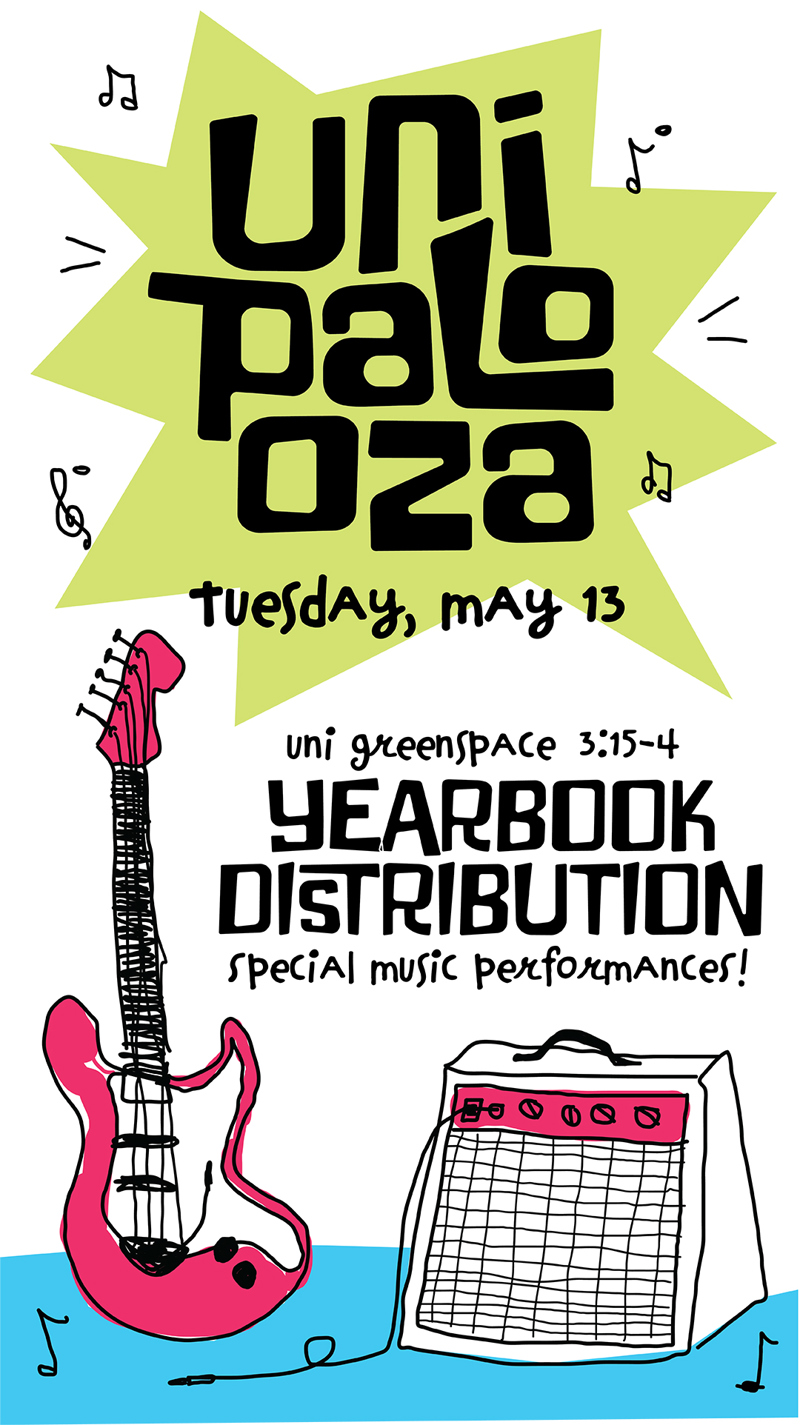 uni
palo
oza
tuesday, may 13
uni greenspace 3:15-4
YEARBOOK
DISTRIBUTION
special music performances!